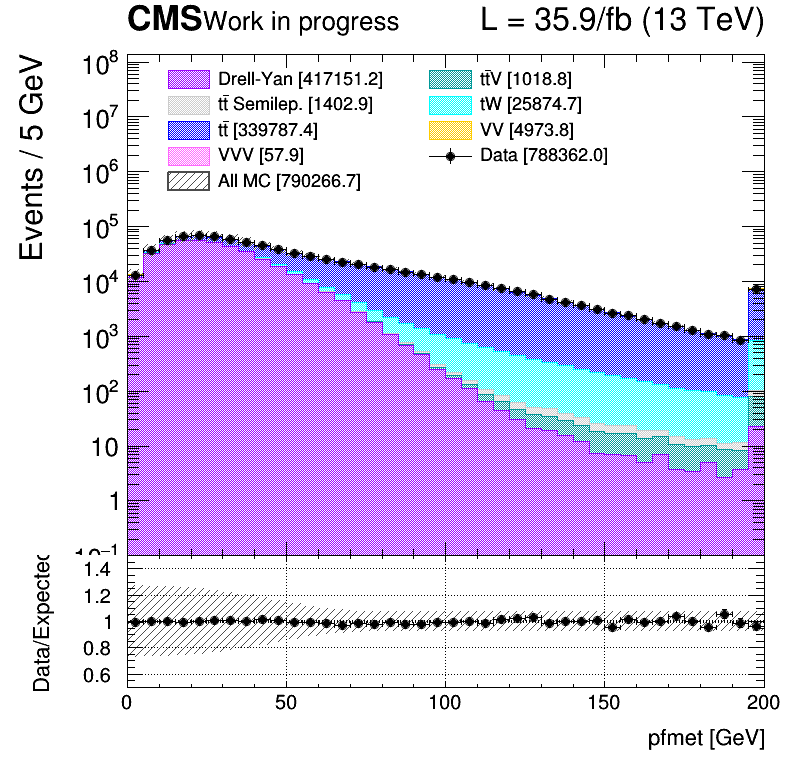 CMS Work in progress L = 35.9/fb (13 TeV)
Events / 5 GeV
10⁸
10⁷
10⁶
10⁵
10⁴
10³
10²
10
1
10⁻¹
Drell-Yan [417151.2]
tt̄ Semilep. [1402.9]
tt̄ [339787.4]
VVV [57.9]
All MC [790266.7]
tt̄V [1018.8]
tW [25874.7]
VV [4973.8]
Data [788362.0]
Data/Expected
1.4
1.2
1
0.8
0.6
0 50 100 150 200
pfmet [GeV]